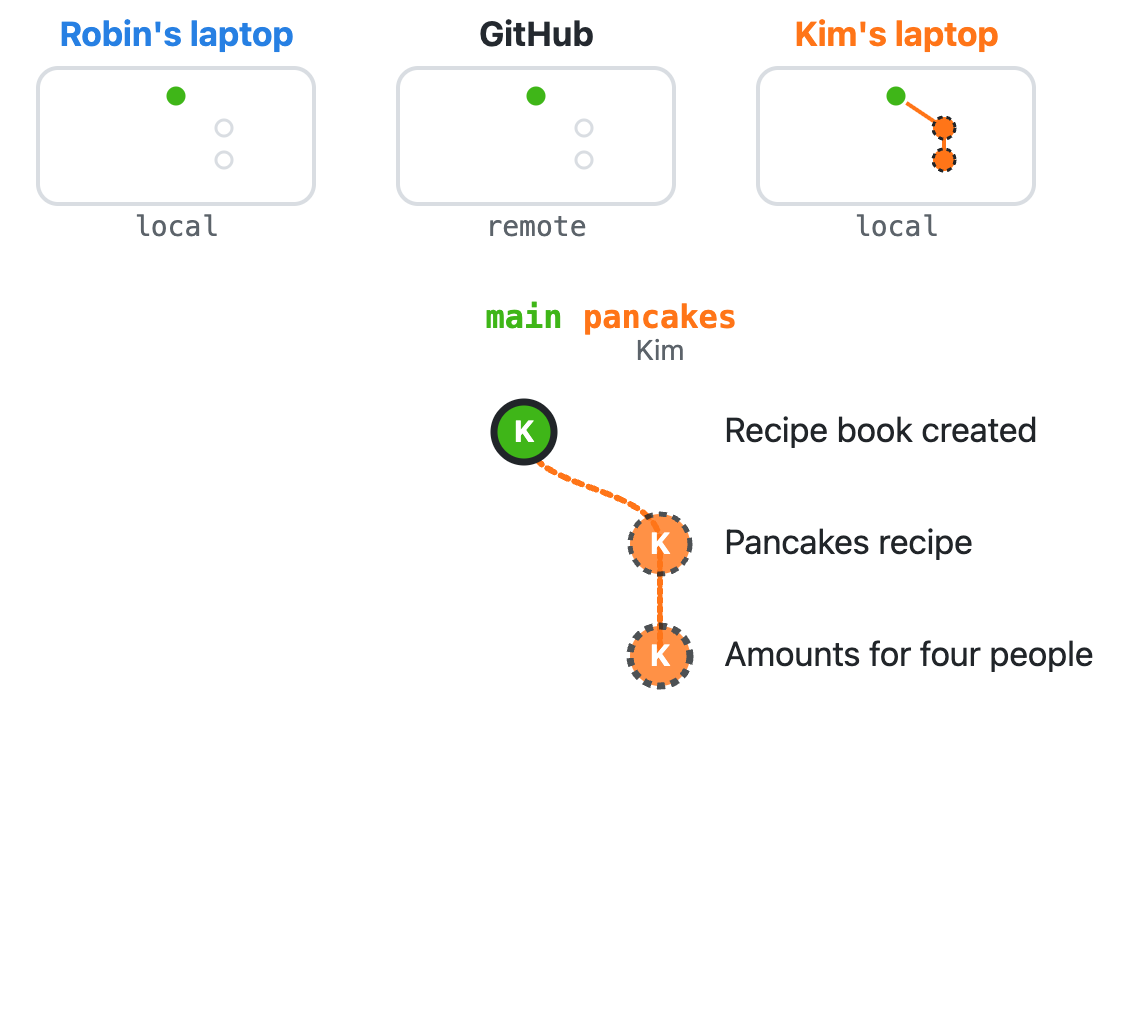 Robin's laptop
GitHub
Kim's laptop
local
remote
local
main pancakes
Kim
K
Recipe book created
K
Pancakes recipe
K
Amounts for four people